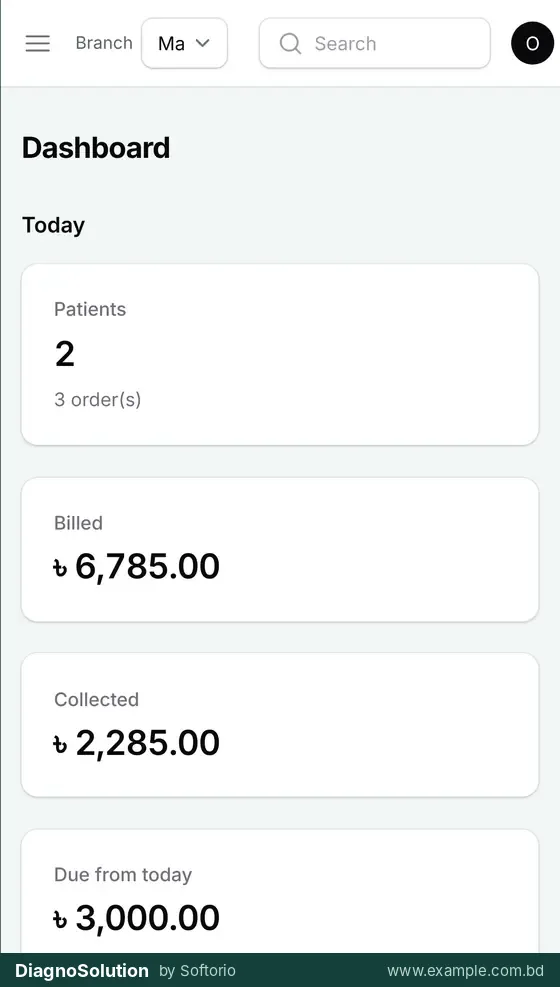 Branch Ma Search O
Dashboard
Today
Patients
2
3 order(s)
Billed
৳ 6,785.00
Collected
৳ 2,285.00
Due from today
৳ 3,000.00
DiagnoSolution by Softorio www.example.com.bd